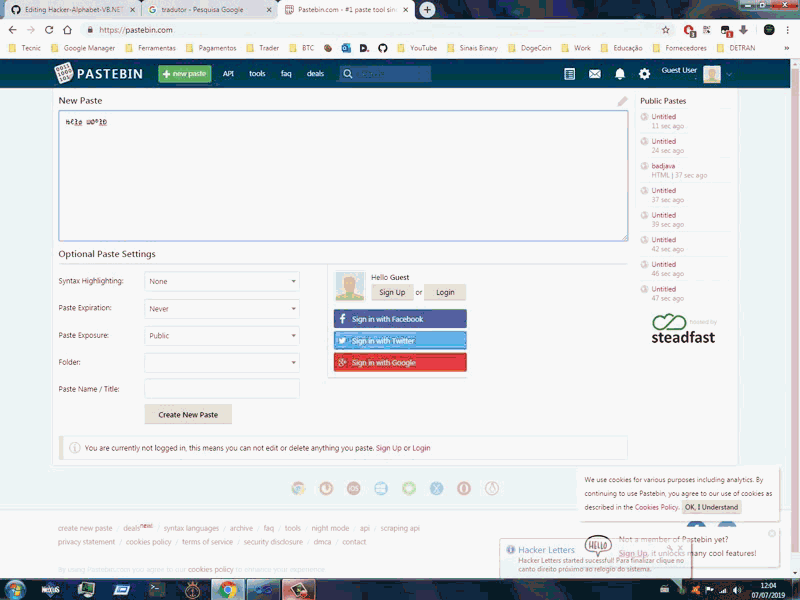 Editing Hacker-Alphabet-VB.NET
tradutor - Pesquisa Google
Pastebin.com - #1 paste tool sin
https://pastebin.com
Tecnic Google Manager Ferramentas Pagamentos Trader BTC YouTube Sinais Binary DogeCoin Work Educação Fornecedores DETRAN
PASTEBIN + new paste API tools faq deals Guest User
New Paste
Public Pastes
Untitled
11 sec ago
Untitled
24 sec ago
badjava
HTML | 37 sec ago
Untitled
37 sec ago
Untitled
39 sec ago
Untitled
42 sec ago
Untitled
46 sec ago
Untitled
47 sec ago
hosted by
steadfast
Optional Paste Settings
Syntax Highlighting: None
Paste Expiration: Never
Paste Exposure: Public
Folder:
Paste Name / Title:
Create New Paste
Hello Guest
Sign Up or Login
Sign in with Facebook
Sign in with Twitter
Sign in with Google
You are currently not logged in, this means you can not edit or delete anything you paste. Sign Up or Login
We use cookies for various purposes including analytics. By
continuing to use Pastebin, you agree to our use of cookies as
described in the Cookies Policy. OK, I Understand
create new paste / deals new! / syntax languages / archive / faq / tools / night mode / api / scraping api
privacy statement / cookies policy / terms of service / security disclosure / dmca / contact
By using Pastebin.com you agree to our cookies policy to enhance your experience.
HELLO
Not a member of Pastebin yet?
Sign Up, it unlocks many cool features!
Hacker Letters
Hacker Letters started sucessful! Para finalizar clique no
canto direito próximo ao relogio do sistema.
12:04
07/07/2019